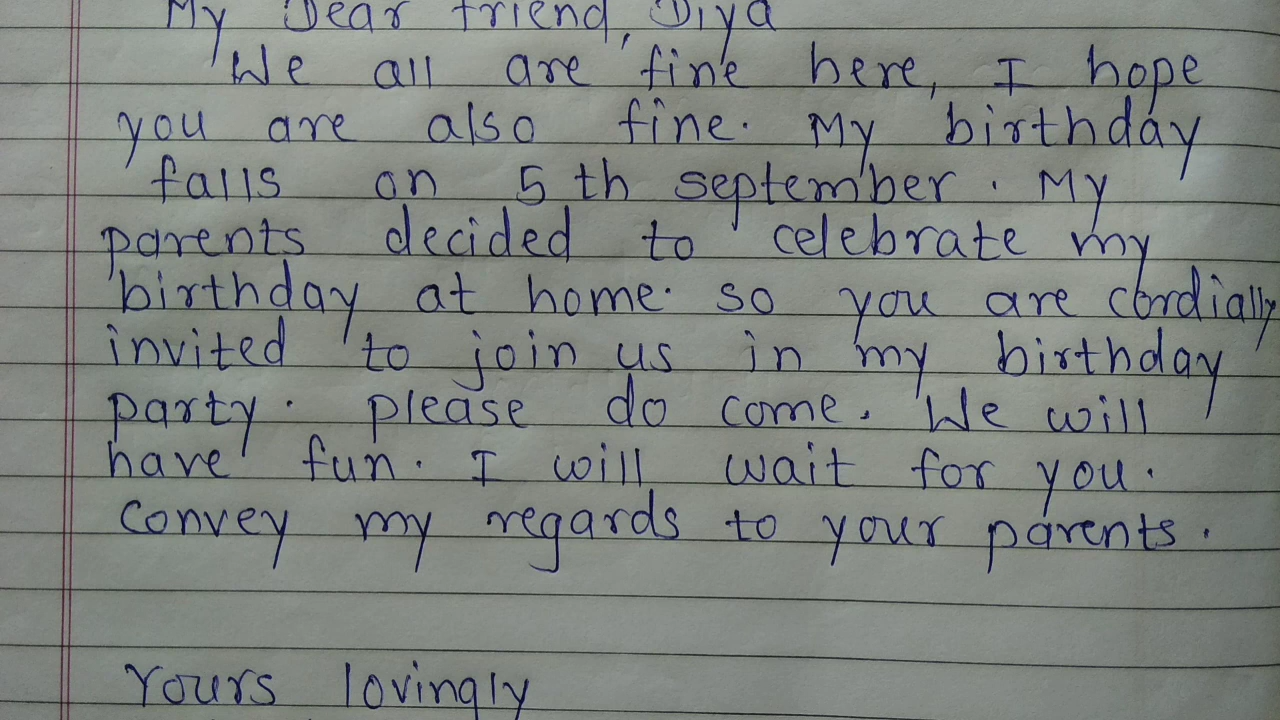 My Dear friend, Diya
We all are fine here, I hope
you are also fine. My birthday
falls on 5 th september. My
parents decided to celebrate my
birthday at home. so you are cordially
invited to join us in my birthday
party. please do come. We will
have fun. I will wait for you.
convey my regards to your parents.
Yours lovingly